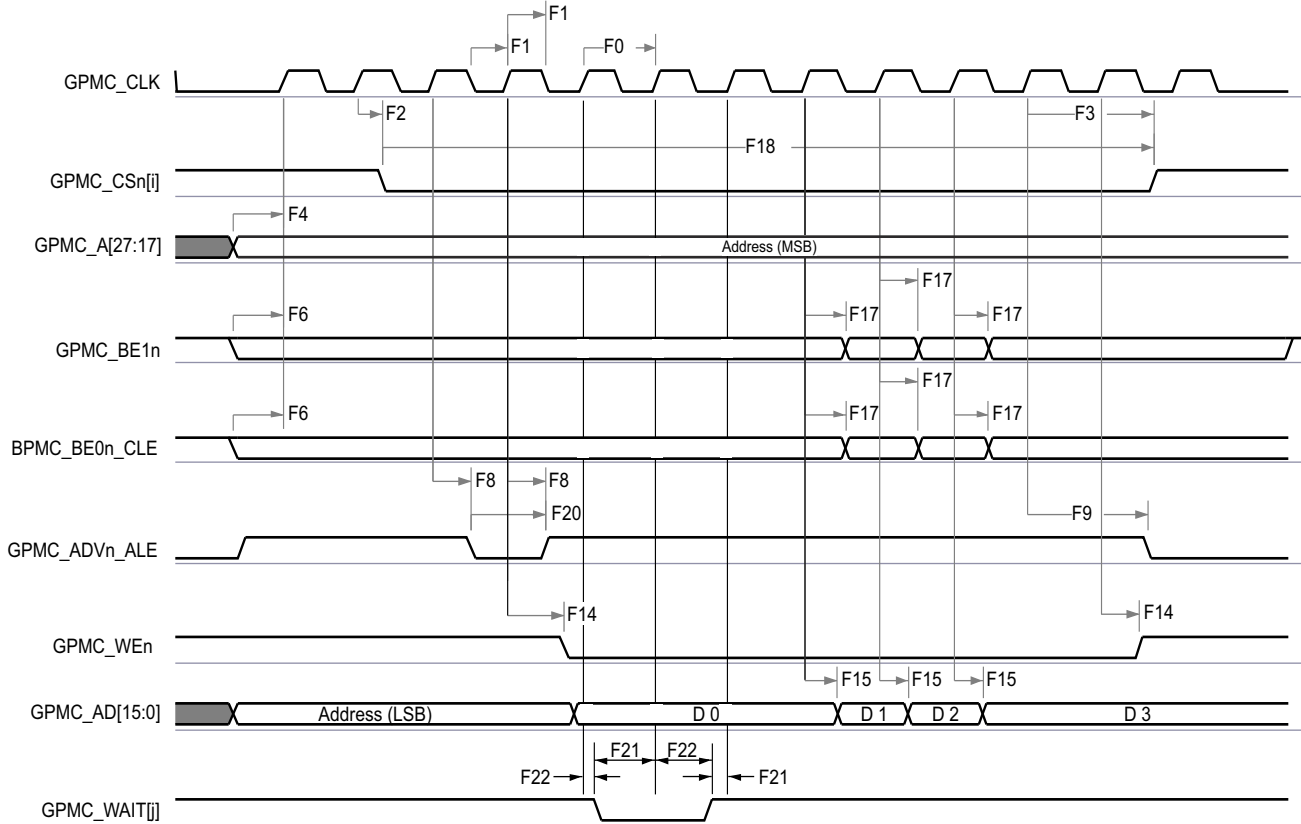 F1
F1 F0
GPMC_CLK
F2 F3
F18
GPMC_CSn[i]
F4
GPMC_A[27:17] Address (MSB)
F17
F6 F17 F17
GPMC_BE1n
F17
F6 F17 F17
BPMC_BE0n_CLE
F8 F8
F20 F9
GPMC_ADVn_ALE
F14 F14
GPMC_WEn
F15 F15 F15
GPMC_AD[15:0] Address (LSB) D 0 D 1 D 2 D 3
F21 F22
F22 F21
GPMC_WAIT[j]